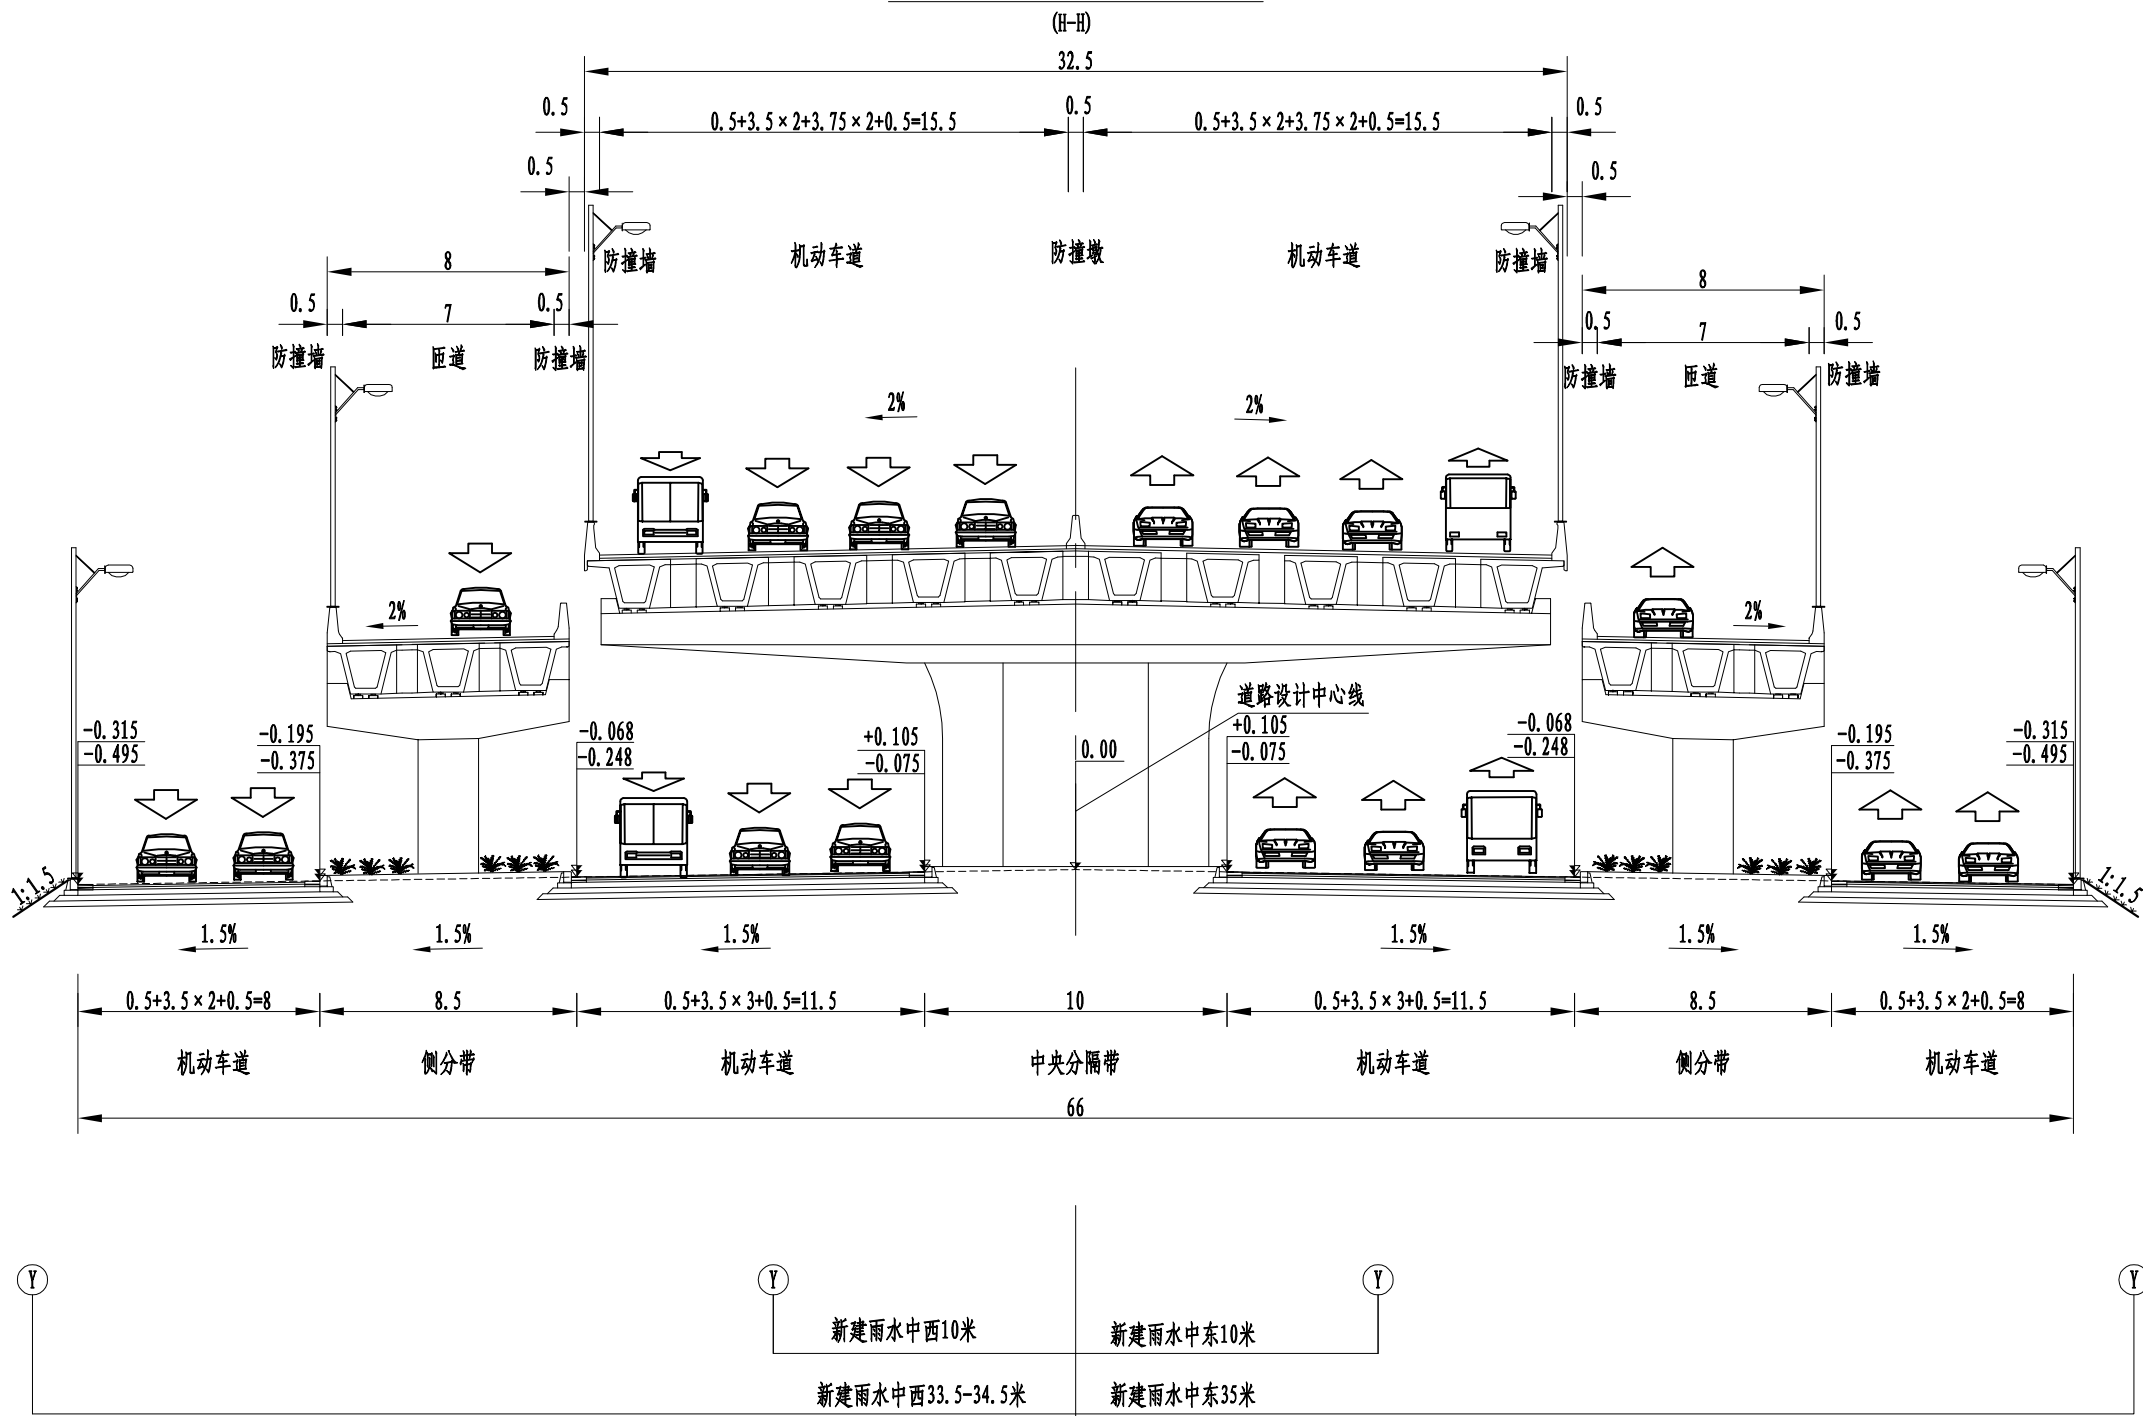 (H-H)
32.5
0.5 0.5 0.5
0.5+3.5×2+3.75×2+0.5=15.5 0.5+3.5×2+3.75×2+0.5=15.5
0.5 0.5
防撞墙 机动车道 防撞墩 机动车道 防撞墙
8 8
0.5 7 0.5 0.5 7 0.5
防撞墙 匝道 防撞墙 防撞墙 匝道 防撞墙
2% 2%
2% 2%
道路设计中心线
-0.315 -0.195 -0.068 +0.105 0.00 +0.105 -0.068 -0.195 -0.315
-0.495 -0.375 -0.248 -0.075 -0.075 -0.248 -0.375 -0.495
1:1.5 1:1.5
1.5% 1.5% 1.5% 1.5% 1.5% 1.5%
0.5+3.5×2+0.5=8 8.5 0.5+3.5×3+0.5=11.5 10 0.5+3.5×3+0.5=11.5 8.5 0.5+3.5×2+0.5=8
机动车道 侧分带 机动车道 中央分隔带 机动车道 侧分带 机动车道
66
Y Y Y Y
新建雨水中西10米 新建雨水中东10米
新建雨水中西33.5-34.5米 新建雨水中东35米